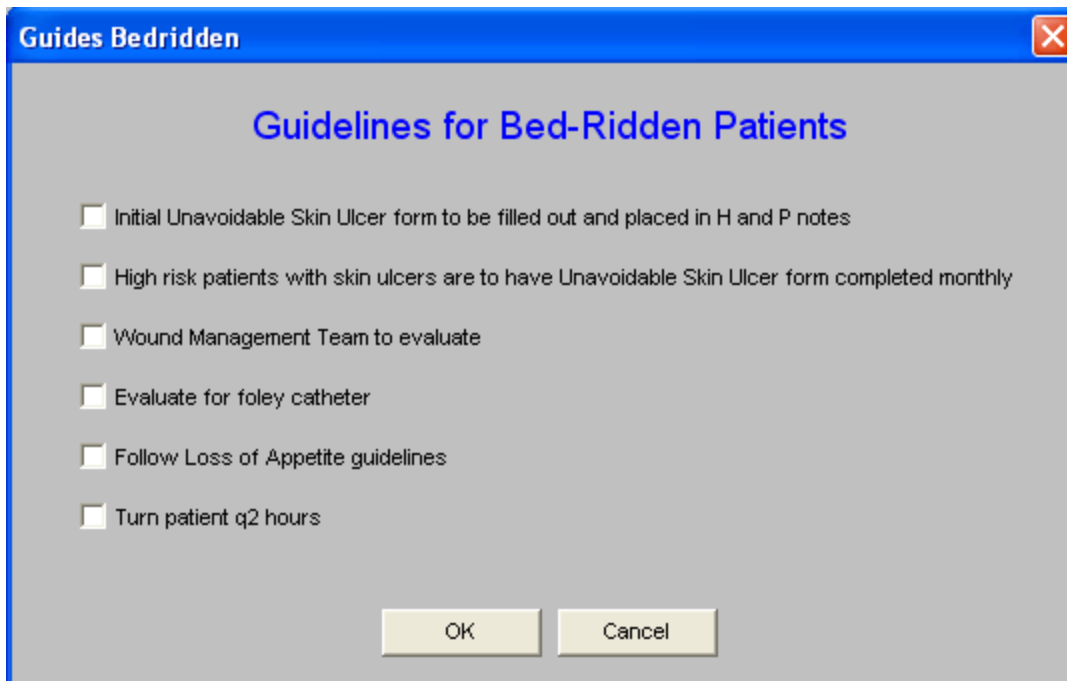 Guides Bedridden
Guidelines for Bed-Ridden Patients
Initial Unavoidable Skin Ulcer form to be filled out and placed in H and P notes
High risk patients with skin ulcers are to have Unavoidable Skin Ulcer form completed monthly
Wound Management Team to evaluate
Evaluate for foley catheter
Follow Loss of Appetite guidelines
Turn patient q2 hours
OK
Cancel